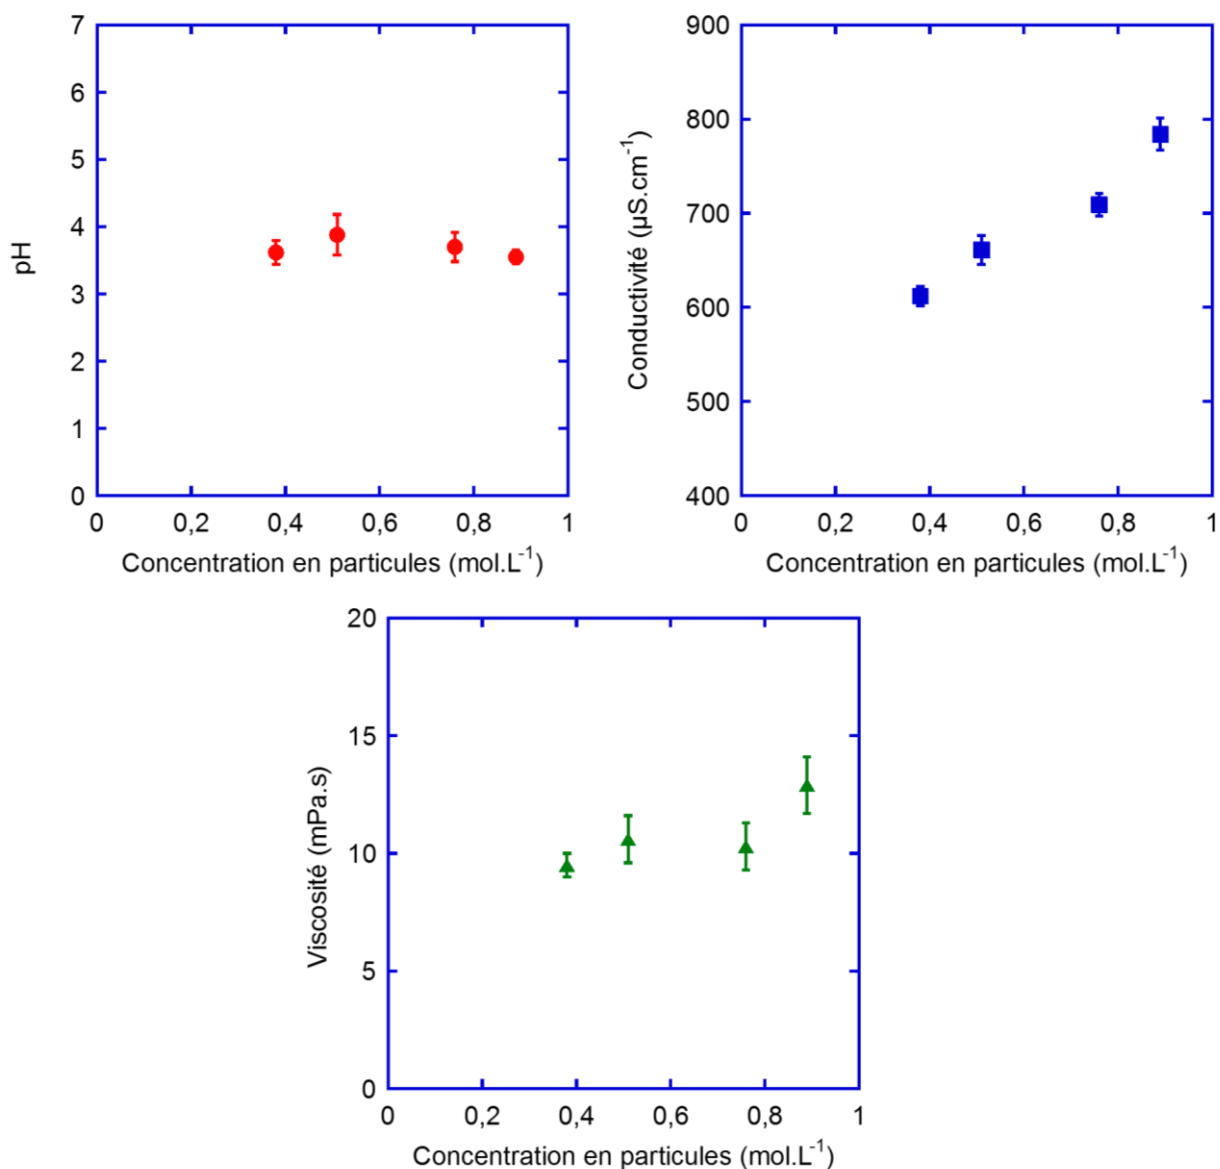 7
6
5
4
3
2
1
0
pH
0 0,2 0,4 0,6 0,8 1
Concentration en particules (mol.L⁻¹)
900
800
700
600
500
400
Conductivité (µS.cm⁻¹)
0 0,2 0,4 0,6 0,8 1
Concentration en particules (mol.L⁻¹)
20
15
10
5
0
Viscosité (mPa.s)
0 0,2 0,4 0,6 0,8 1
Concentration en particules (mol.L⁻¹)